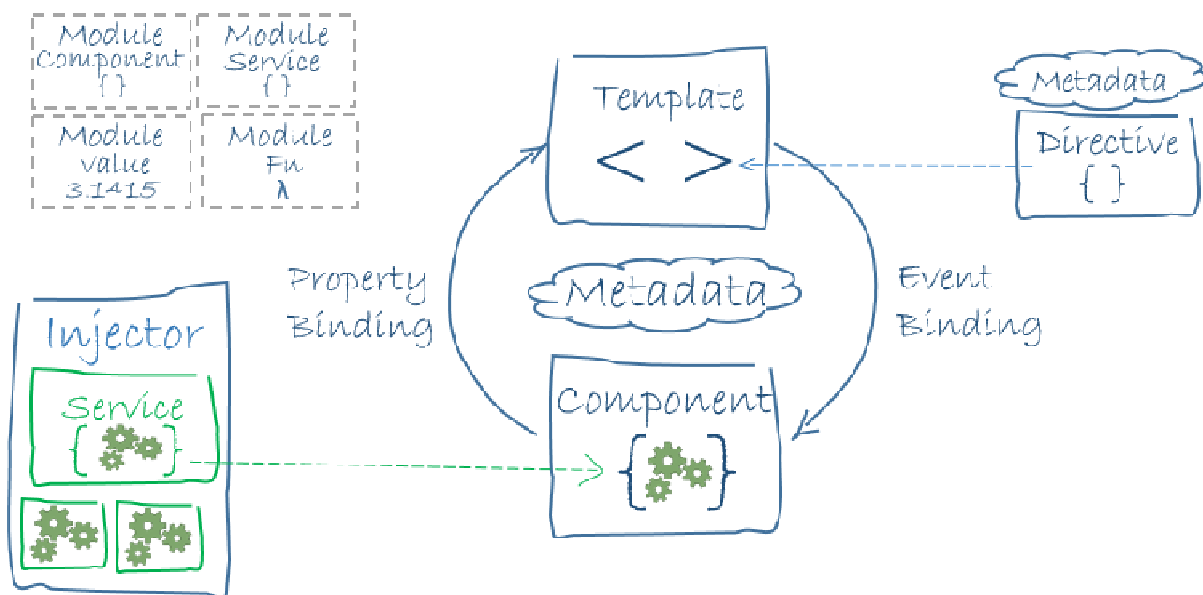 Module
Component
{ }
Module
Service
{ }
Module
value
3.1415
Module
Fn
λ
Template
< >
Metadata
Directive
{ }
Property
Binding
Metadata
Event
Binding
Injector
Service
{ }
Component
{ }